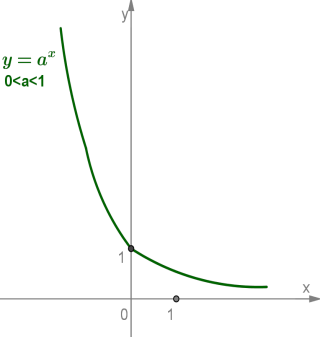 y
y = a^x
0<a<1
1
x
0 1